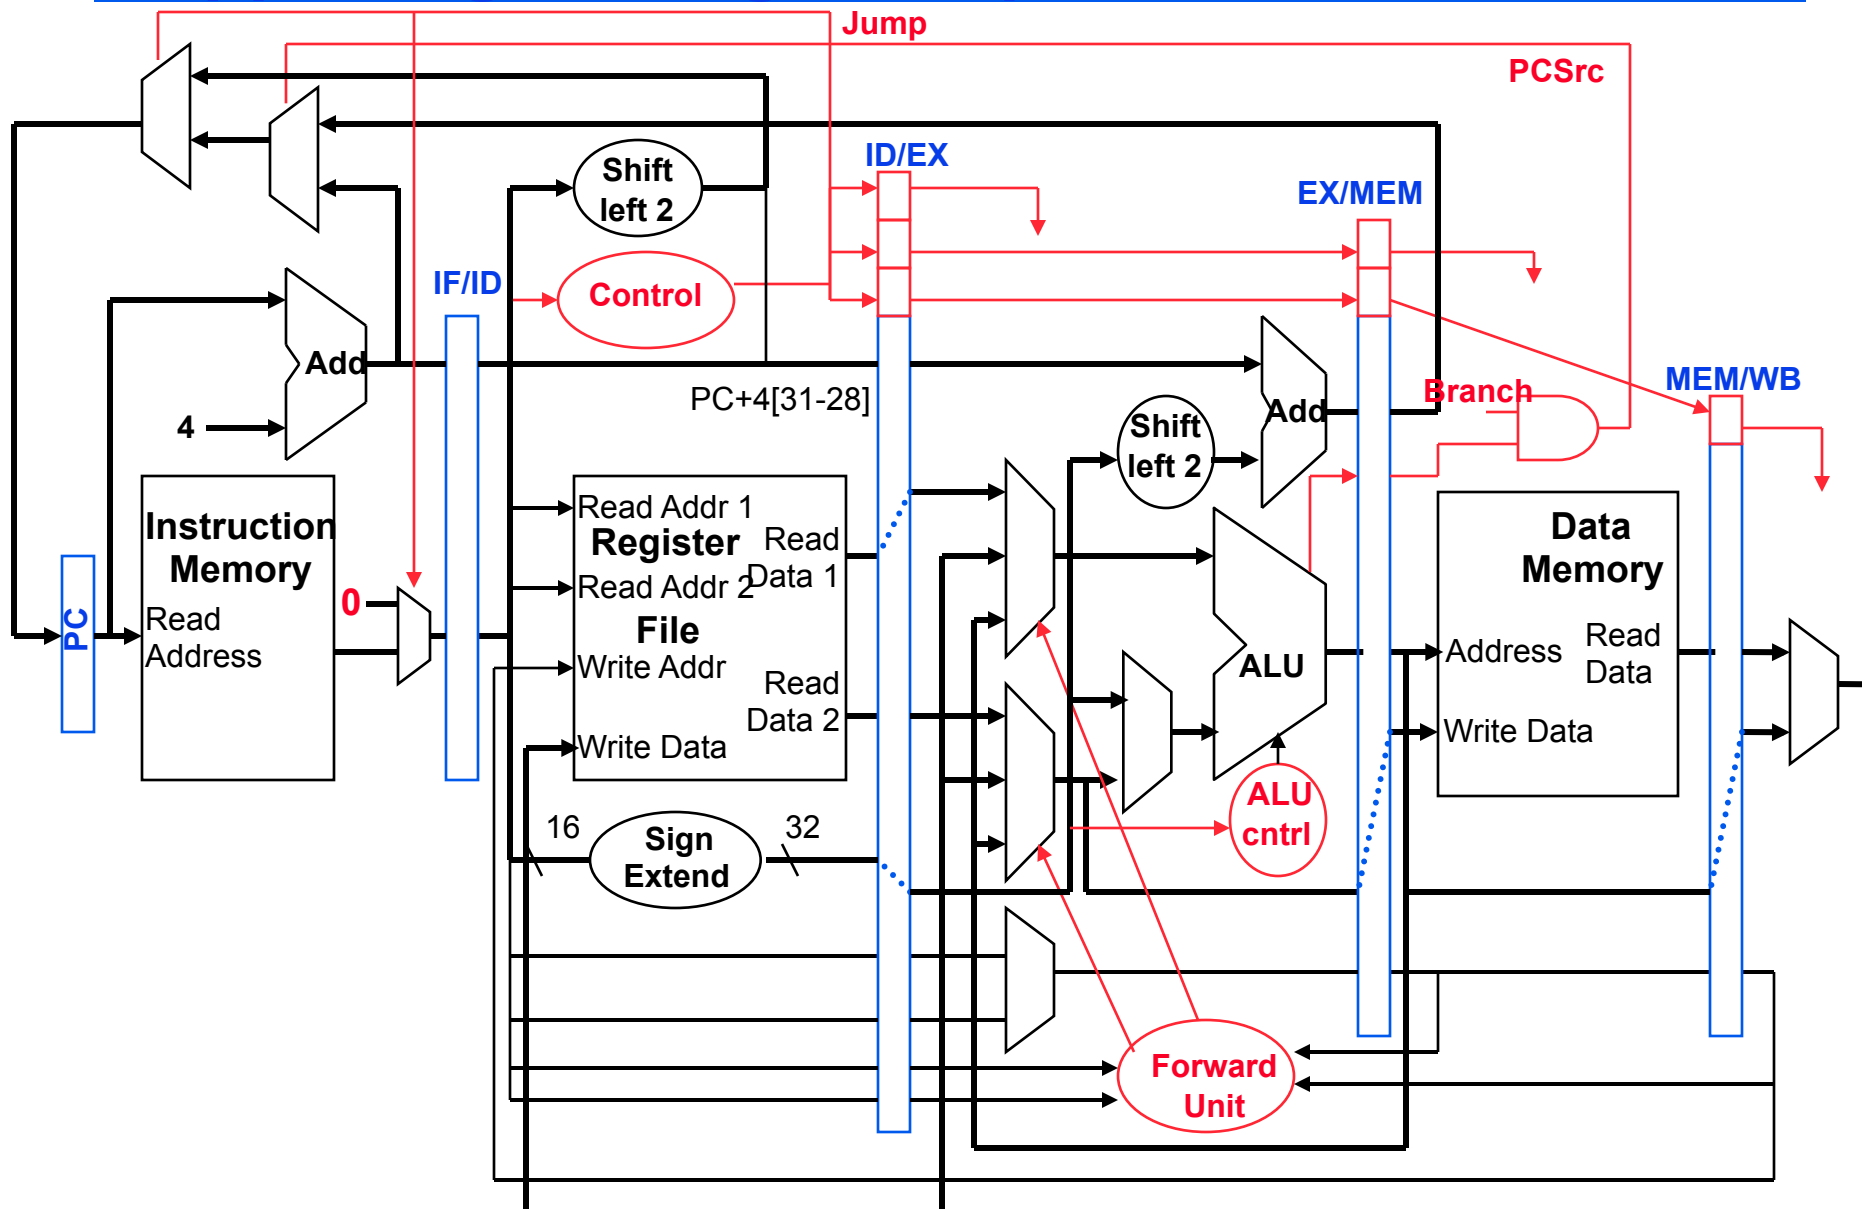 Jump
PCSrc
Shift
left 2
ID/EX
EX/MEM
IF/ID
Control
Add
PC+4[31-28]
MEM/WB
Branch
4
Shift
left 2
Add
Instruction
Memory
Read
Address
PC
0
Read Addr 1
Register
Read
Data 1
Read Addr 2
File
Write Addr
Read
Data 2
Write Data
ALU
Data
Memory
Address
Read
Data
Write Data
16
Sign
Extend
32
ALU
cntrl
Forward
Unit